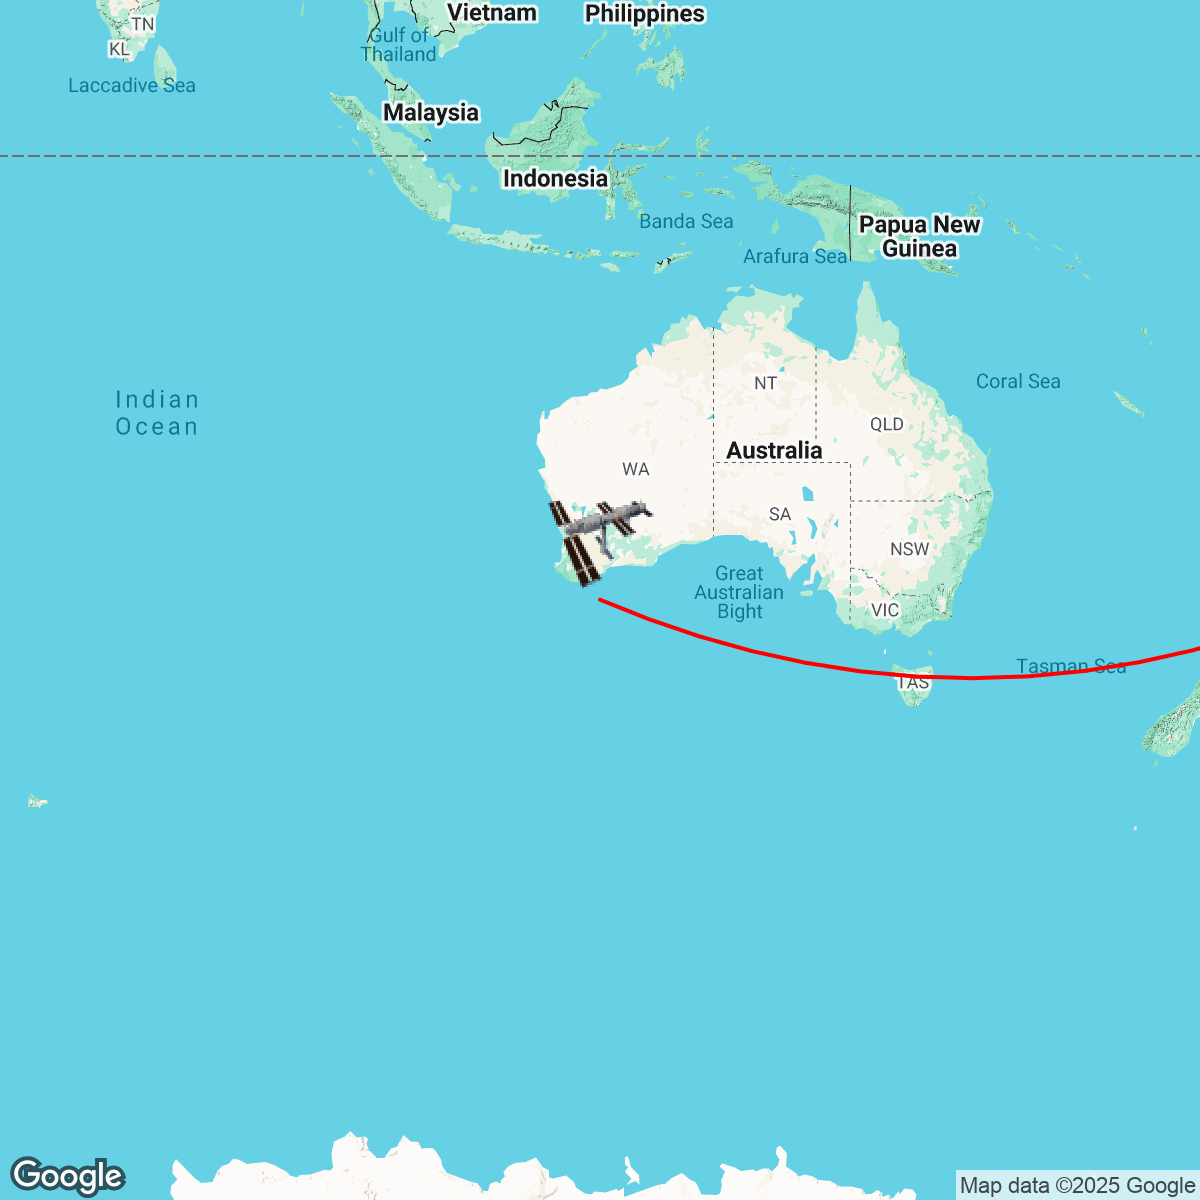 Vietnam
Philippines
TN
Gulf of
Thailand
KL
Laccadive Sea
Malaysia
Indonesia
Banda Sea
Papua New
Guinea
Arafura Sea
NT
Coral Sea
Indian
Ocean
QLD
Australia
WA
SA
NSW
Great
Australian
Bight
VIC
Tasman Sea
TAS
Google
Map data ©2025 Google